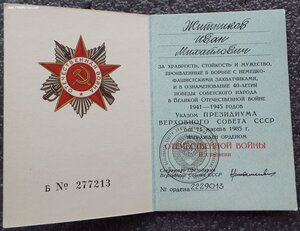 ОТЕЧЕСТВЕННАЯ ВОЙНА
Б № 277213
Житников
Иван
Михайлович
ЗА ХРАБРОСТЬ, СТОЙКОСТЬ И МУЖЕСТВО,
ПРОЯВЛЕННЫЕ В БОРЬБЕ С НЕМЕЦКО-
ФАШИСТСКИМИ ЗАХВАТЧИКАМИ,
И В ОЗНАМЕНОВАНИЕ 40-ЛЕТИЯ
ПОБЕДЫ СОВЕТСКОГО НАРОДА
В ВЕЛИКОЙ ОТЕЧЕСТВЕННОЙ ВОЙНЕ
1941—1945 ГОДОВ
Указом ПРЕЗИДИУМА
ВЕРХОВНОГО СОВЕТА СССР
от 11 марта 1985 г.
НАГРАЖДЕН ОРДЕНОМ
ОТЕЧЕСТВЕННОЙ ВОЙНЫ
СТЕПЕНИ
Секретарь Президиума
Верховного Совета СССР
№ ордена 2229013